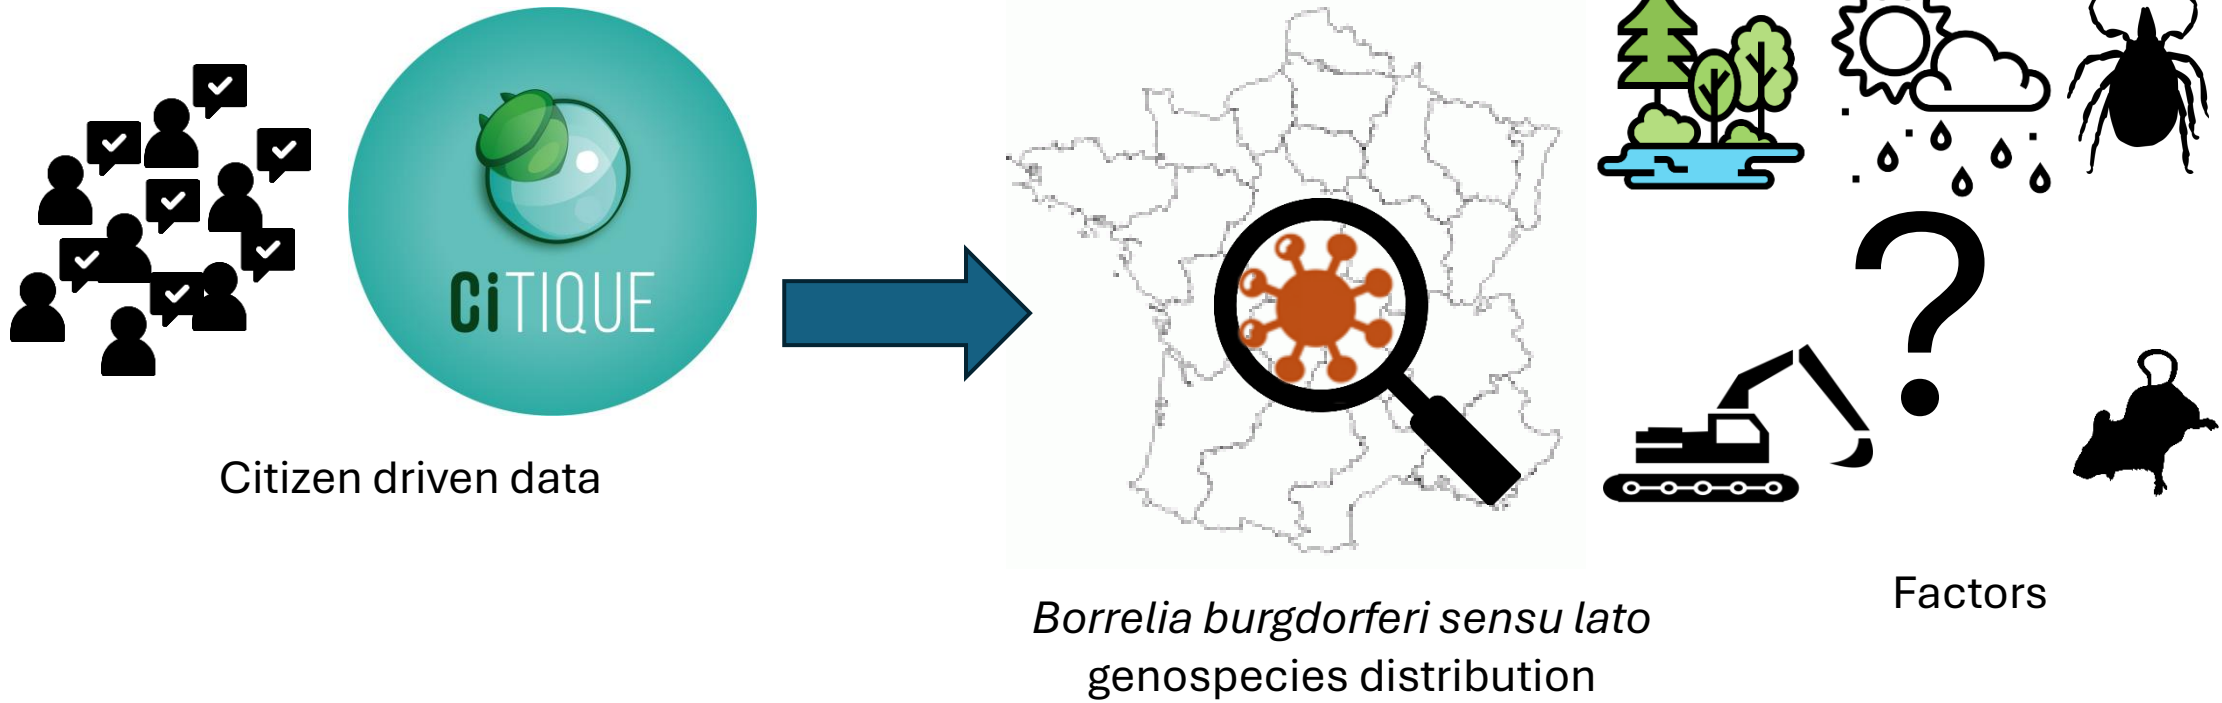 CiTIQUE
Citizen driven data
Borrelia burgdorferi sensu lato
genospecies distribution
?
Factors